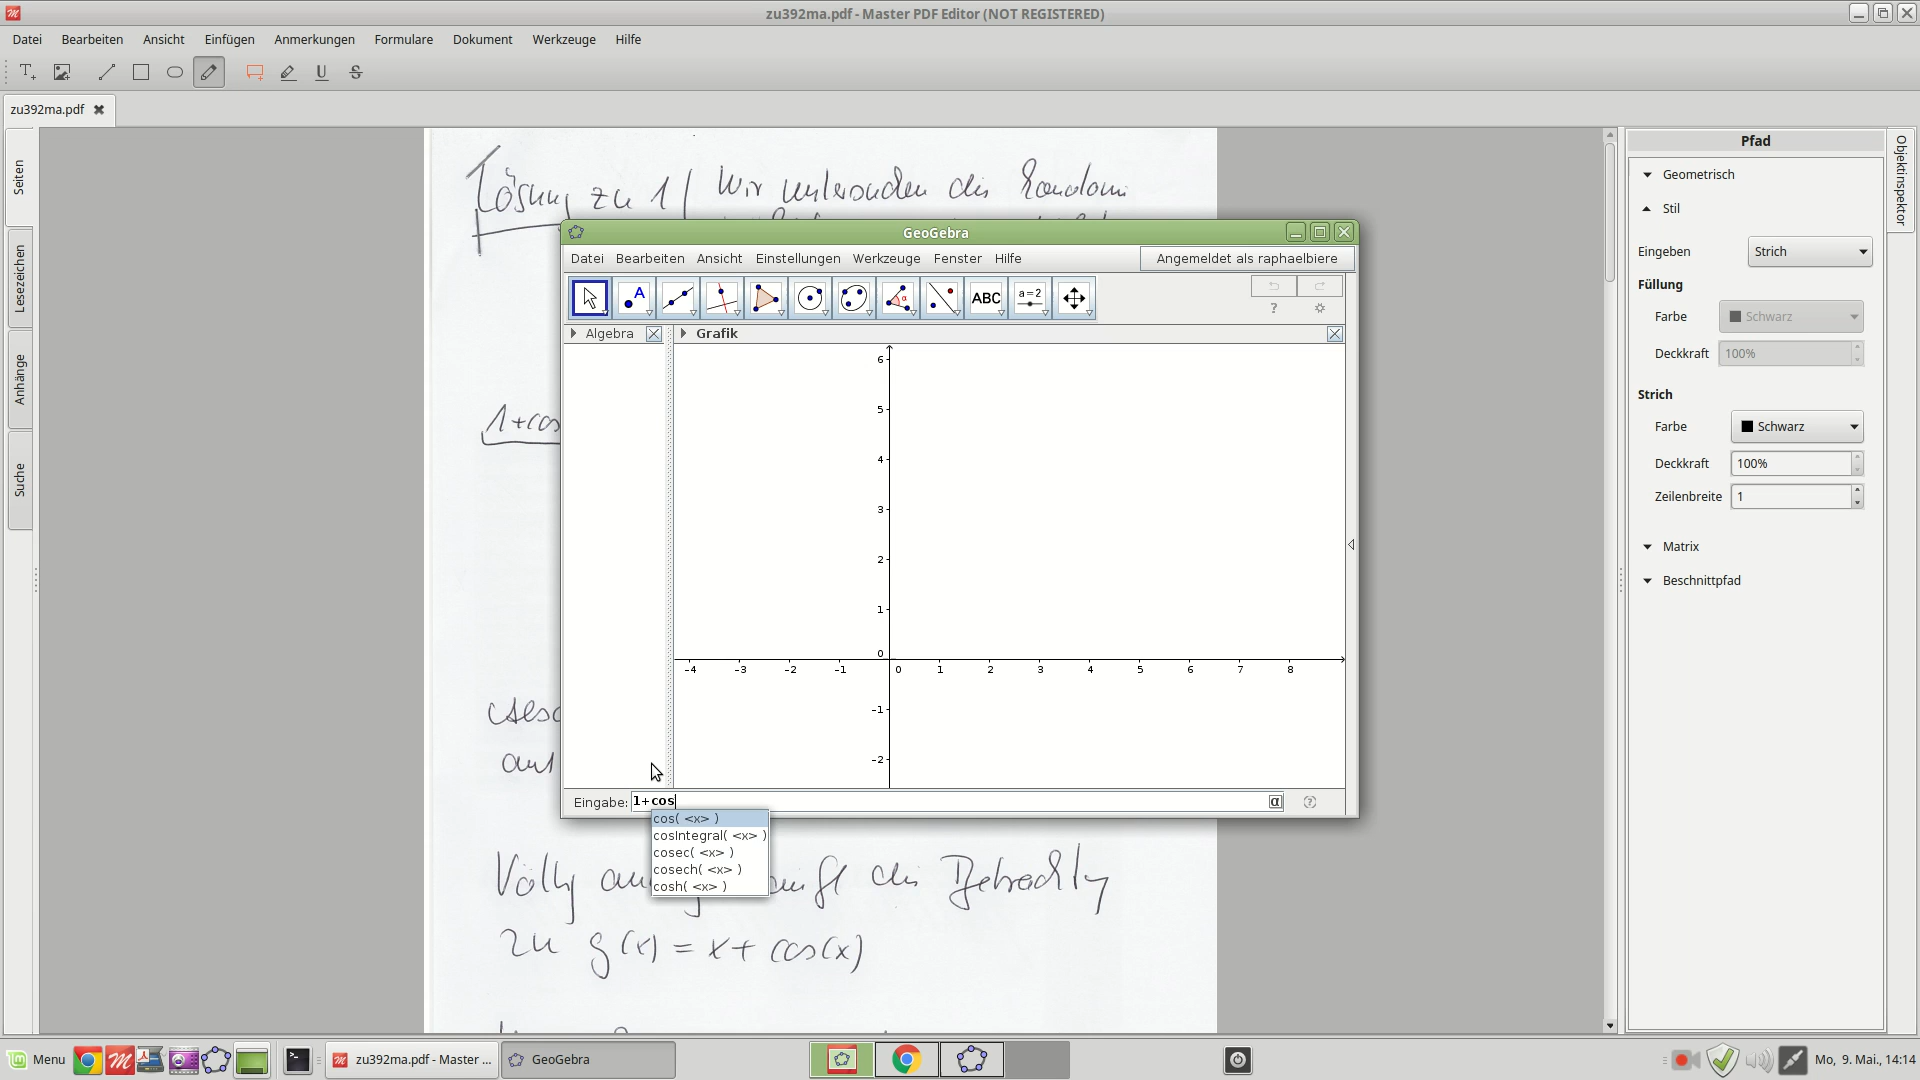 zu392ma.pdf - Master PDF Editor (NOT REGISTERED)
Datei Bearbeiten Ansicht Einfügen Anmerkungen Formulare Dokument Werkzeuge Hilfe
zu392ma.pdf
Seiten
Lesezeichen
Anhänge
Suche
Lösung zu 1/ Wir die
1+cos
auf
Völlig die
zu g(x) = x + cos(x)
GeoGebra
Datei Bearbeiten Ansicht Einstellungen Werkzeuge Fenster Hilfe Angemeldet als raphaelbiere
A α ABC a=2 ?
Algebra Grafik
6
5
4
3
2
1
0
-4 -3 -2 -1 0 1 2 3 4 5 6 7 8
-1
-2
Eingabe: 1+cos α ?
cos( <x> )
cosIntegral( <x> )
cosec( <x> )
cosech( <x> )
cosh( <x> )
Pfad
Geometrisch
Stil
Eingeben Strich
Füllung
Farbe Schwarz
Deckkraft 100%
Strich
Farbe Schwarz
Deckkraft 100%
Zeilenbreite 1
Matrix
Beschnittpfad
Objektinspektor
Menu zu392ma.pdf - Master ... GeoGebra Mo, 9. Mai., 14:14